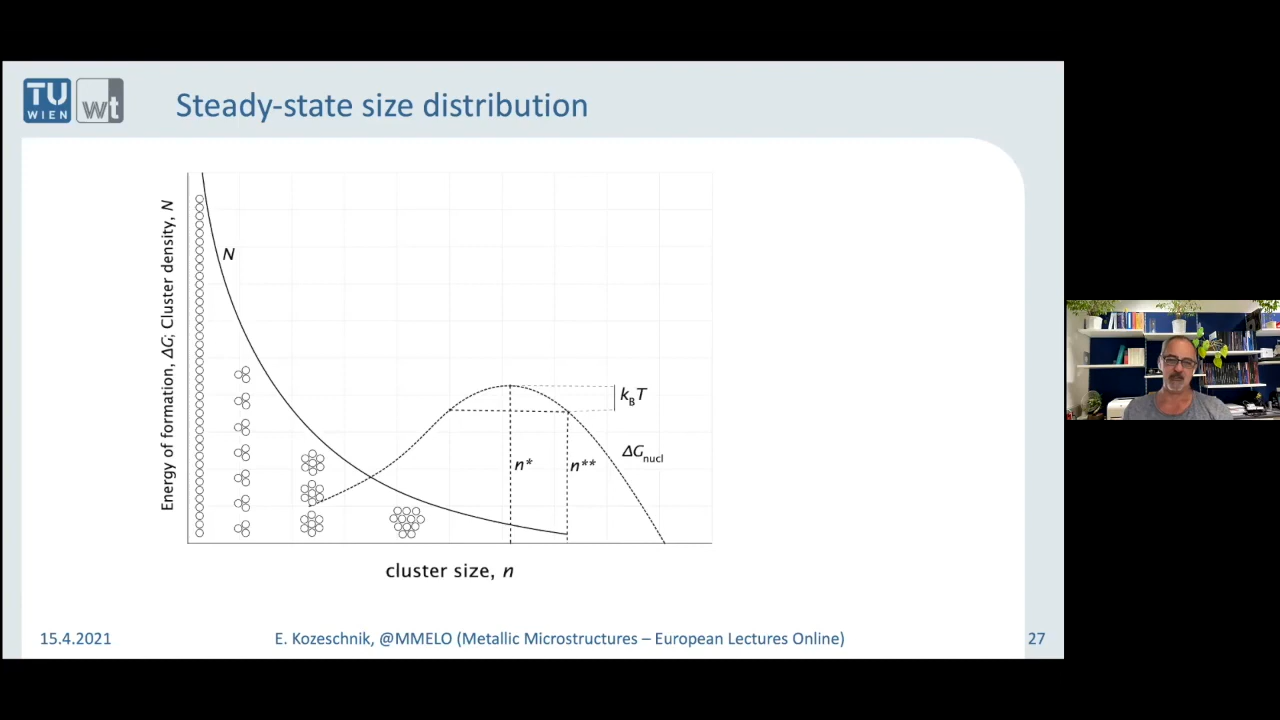 TU
WIEN
wt
Steady-state size distribution
Energy of formation, ΔG; Cluster density, N
N
k_BT
ΔG_nucl
n*
n**
cluster size, n
15.4.2021
E. Kozeschnik, @MMELO (Metallic Microstructures – European Lectures Online)
27